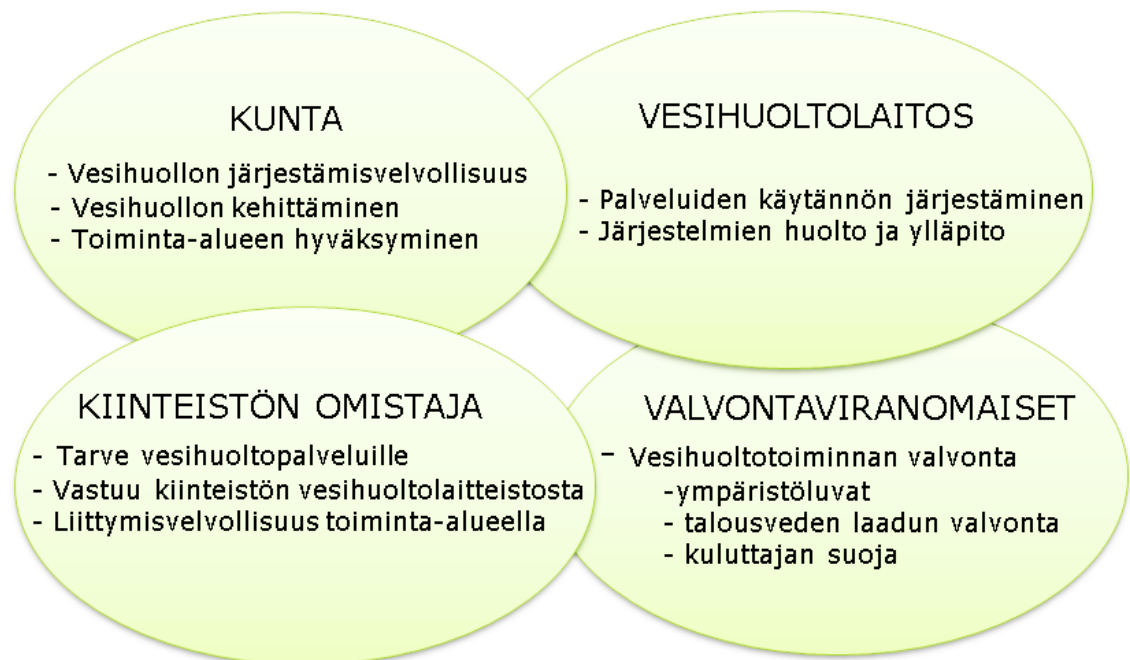 KUNTA
- Vesihuollon järjestämisvelvollisuus
- Vesihuollon kehittäminen
- Toiminta-alueen hyväksyminen
VESIHUOLTOLAITOS
- Palveluiden käytännön järjestäminen
- Järjestelmien huolto ja ylläpito
KIINTEISTÖN OMISTAJA
- Tarve vesihuoltopalveluille
- Vastuu kiinteistön vesihuoltolaitteistosta
- Liittymisvelvollisuus toiminta-alueella
VALVONTAVIRANOMAISET
- Vesihuoltotoiminnan valvonta
-ympäristöluvat
- talousveden laadun valvonta
- kuluttajan suoja